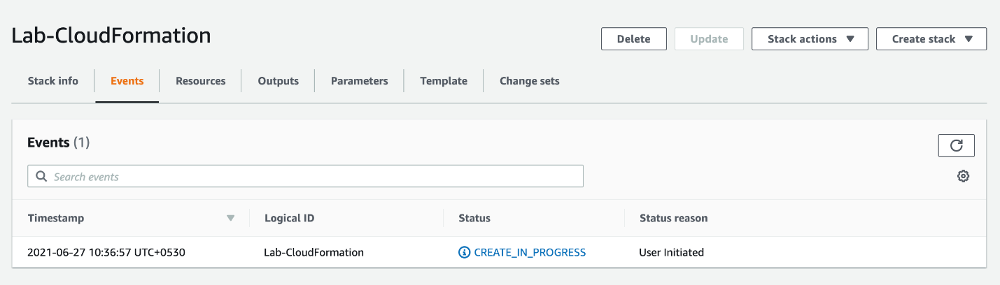 Lab-CloudFormation
Delete
Update
Stack actions
Create stack
Stack info
Events
Resources
Outputs
Parameters
Template
Change sets
Events (1)
Search events
Timestamp Logical ID Status Status reason
2021-06-27 10:36:57 UTC+0530 Lab-CloudFormation CREATE_IN_PROGRESS User Initiated